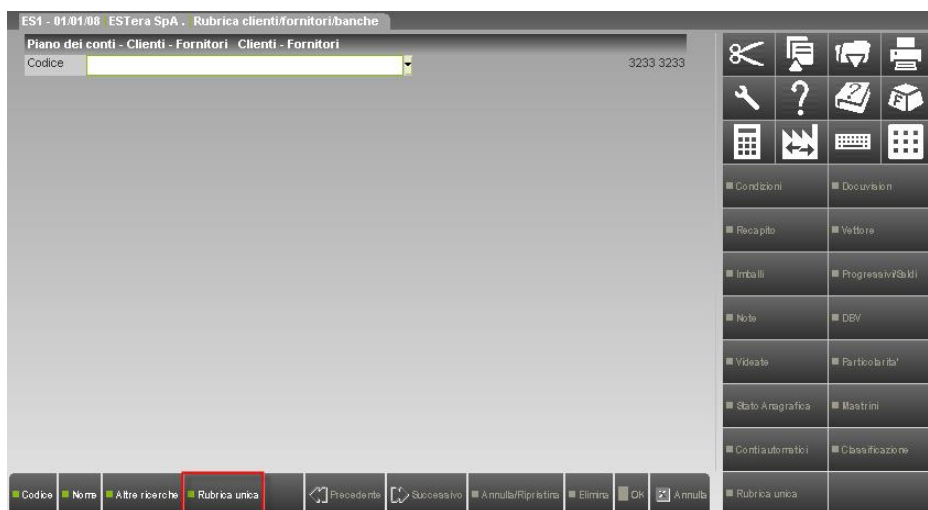 ES1 - 01/01/08 ESTera SpA . Rubrica clienti/fornitori/banche
Piano dei conti - Clienti - Fornitori Clienti - Fornitori
Codice 3233 3233
Condizioni Docuvision
Recapito Vettore
Imballi Progressivi/Saldi
Note DBV
Videate Particolarita'
Stato Anagrafica Mastrini
Conti automatici Classificazione
Codice Nome Altre ricerche Rubrica unica Precedente Successivo Annulla/Ripristina Elimina OK Annulla Rubrica unica